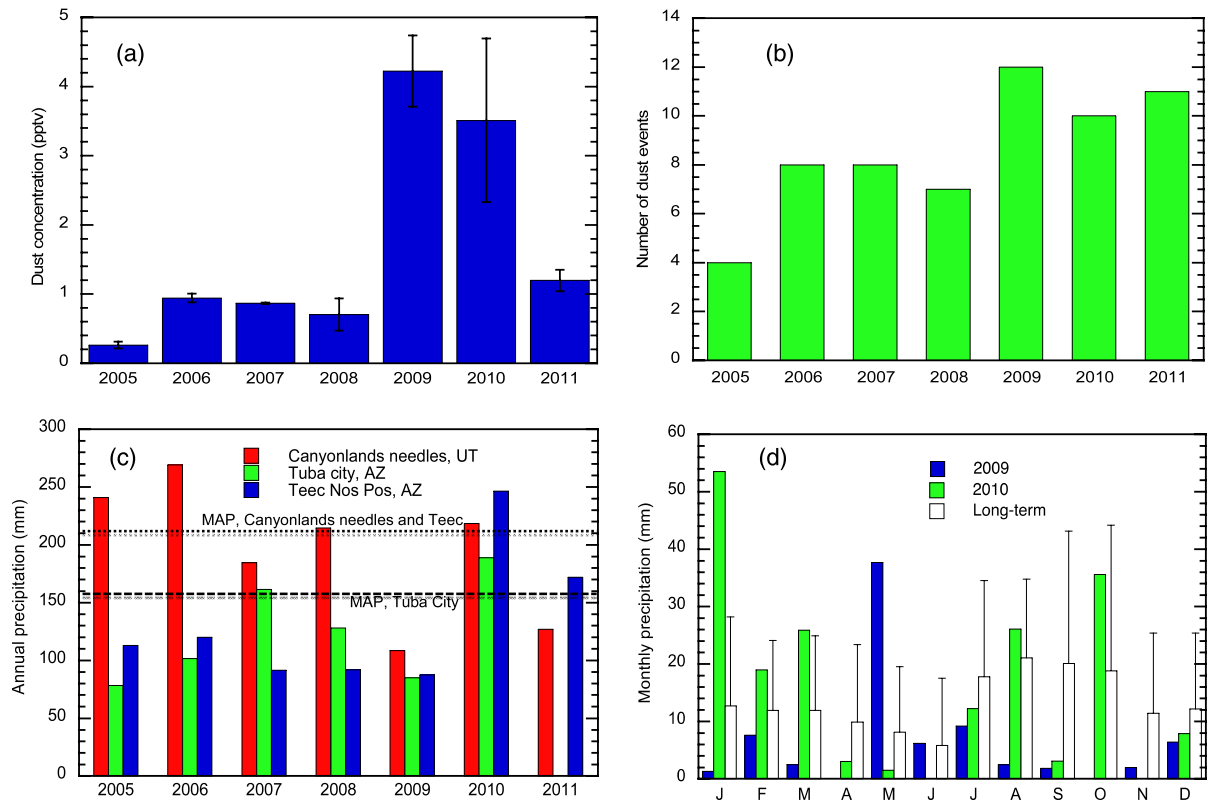 (a)
Dust concentration (pptv)
5
4
3
2
1
0
2005 2006 2007 2008 2009 2010 2011
(b)
Number of dust events
14
12
10
8
6
4
2
0
2005 2006 2007 2008 2009 2010 2011
(c)
Annual precipitation (mm)
300
250
200
150
100
50
0
Canyonlands needles, UT
Tuba city, AZ
Teec Nos Pos, AZ
MAP, Canyonlands needles and Teec
MAP, Tuba City
2005 2006 2007 2008 2009 2010 2011
(d)
Monthly precipitation (mm)
60
50
40
30
20
10
0
2009
2010
Long-term
J F M A M J J A S O N D